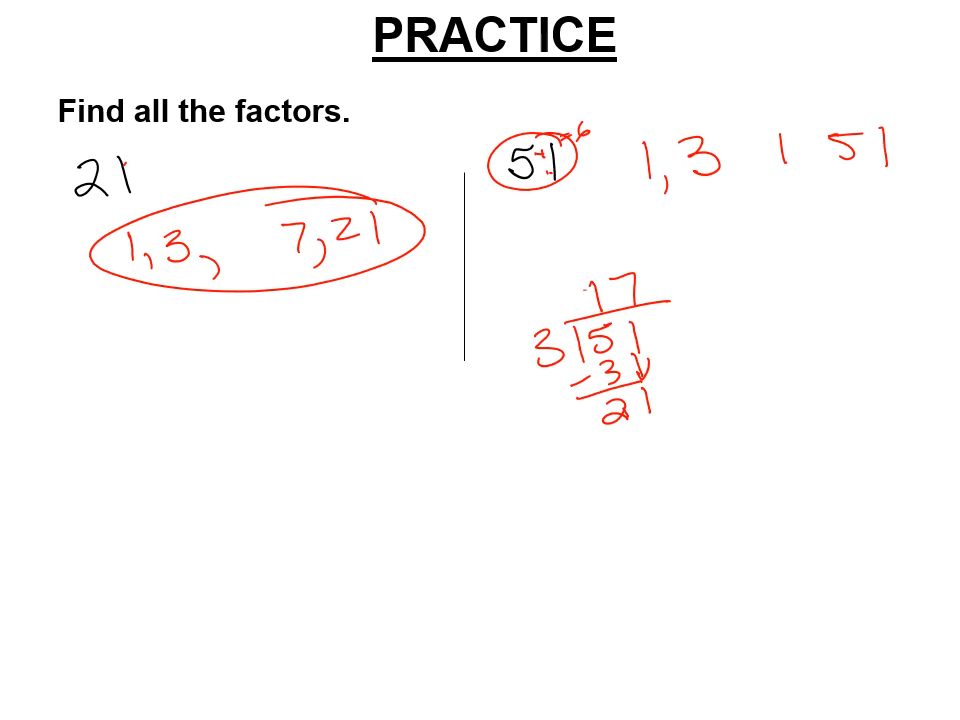 PRACTICE
Find all the factors.
21
1, 3, 7, 21
51 = 6
1, 3 1 51
17
3 51
- 3
21